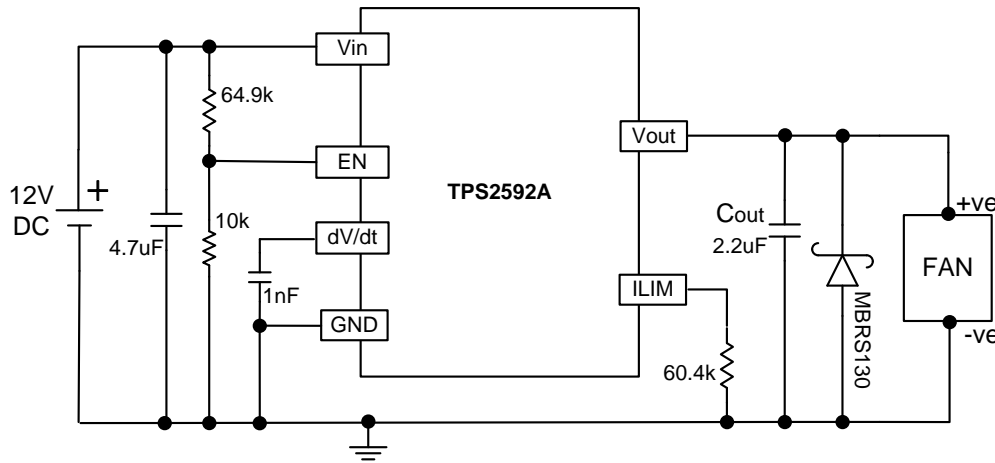 Vin
64.9k
Vout
EN
TPS2592A
12V
DC
+
10k
4.7uF
dV/dt
1nF
GND
ILIM
60.4k
Cout
2.2uF
MBRS130
+ve
FAN
-ve